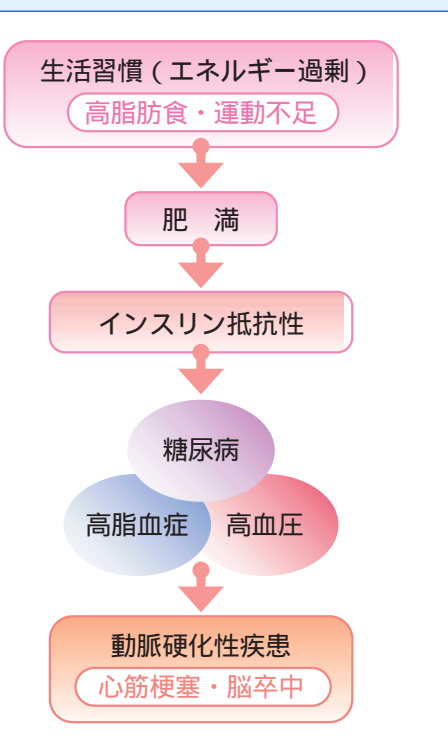 生活習慣（エネルギー過剰）
高脂肪食・運動不足
肥　満
インスリン抵抗性
糖尿病
高脂血症
高血圧
動脈硬化性疾患
心筋梗塞・脳卒中